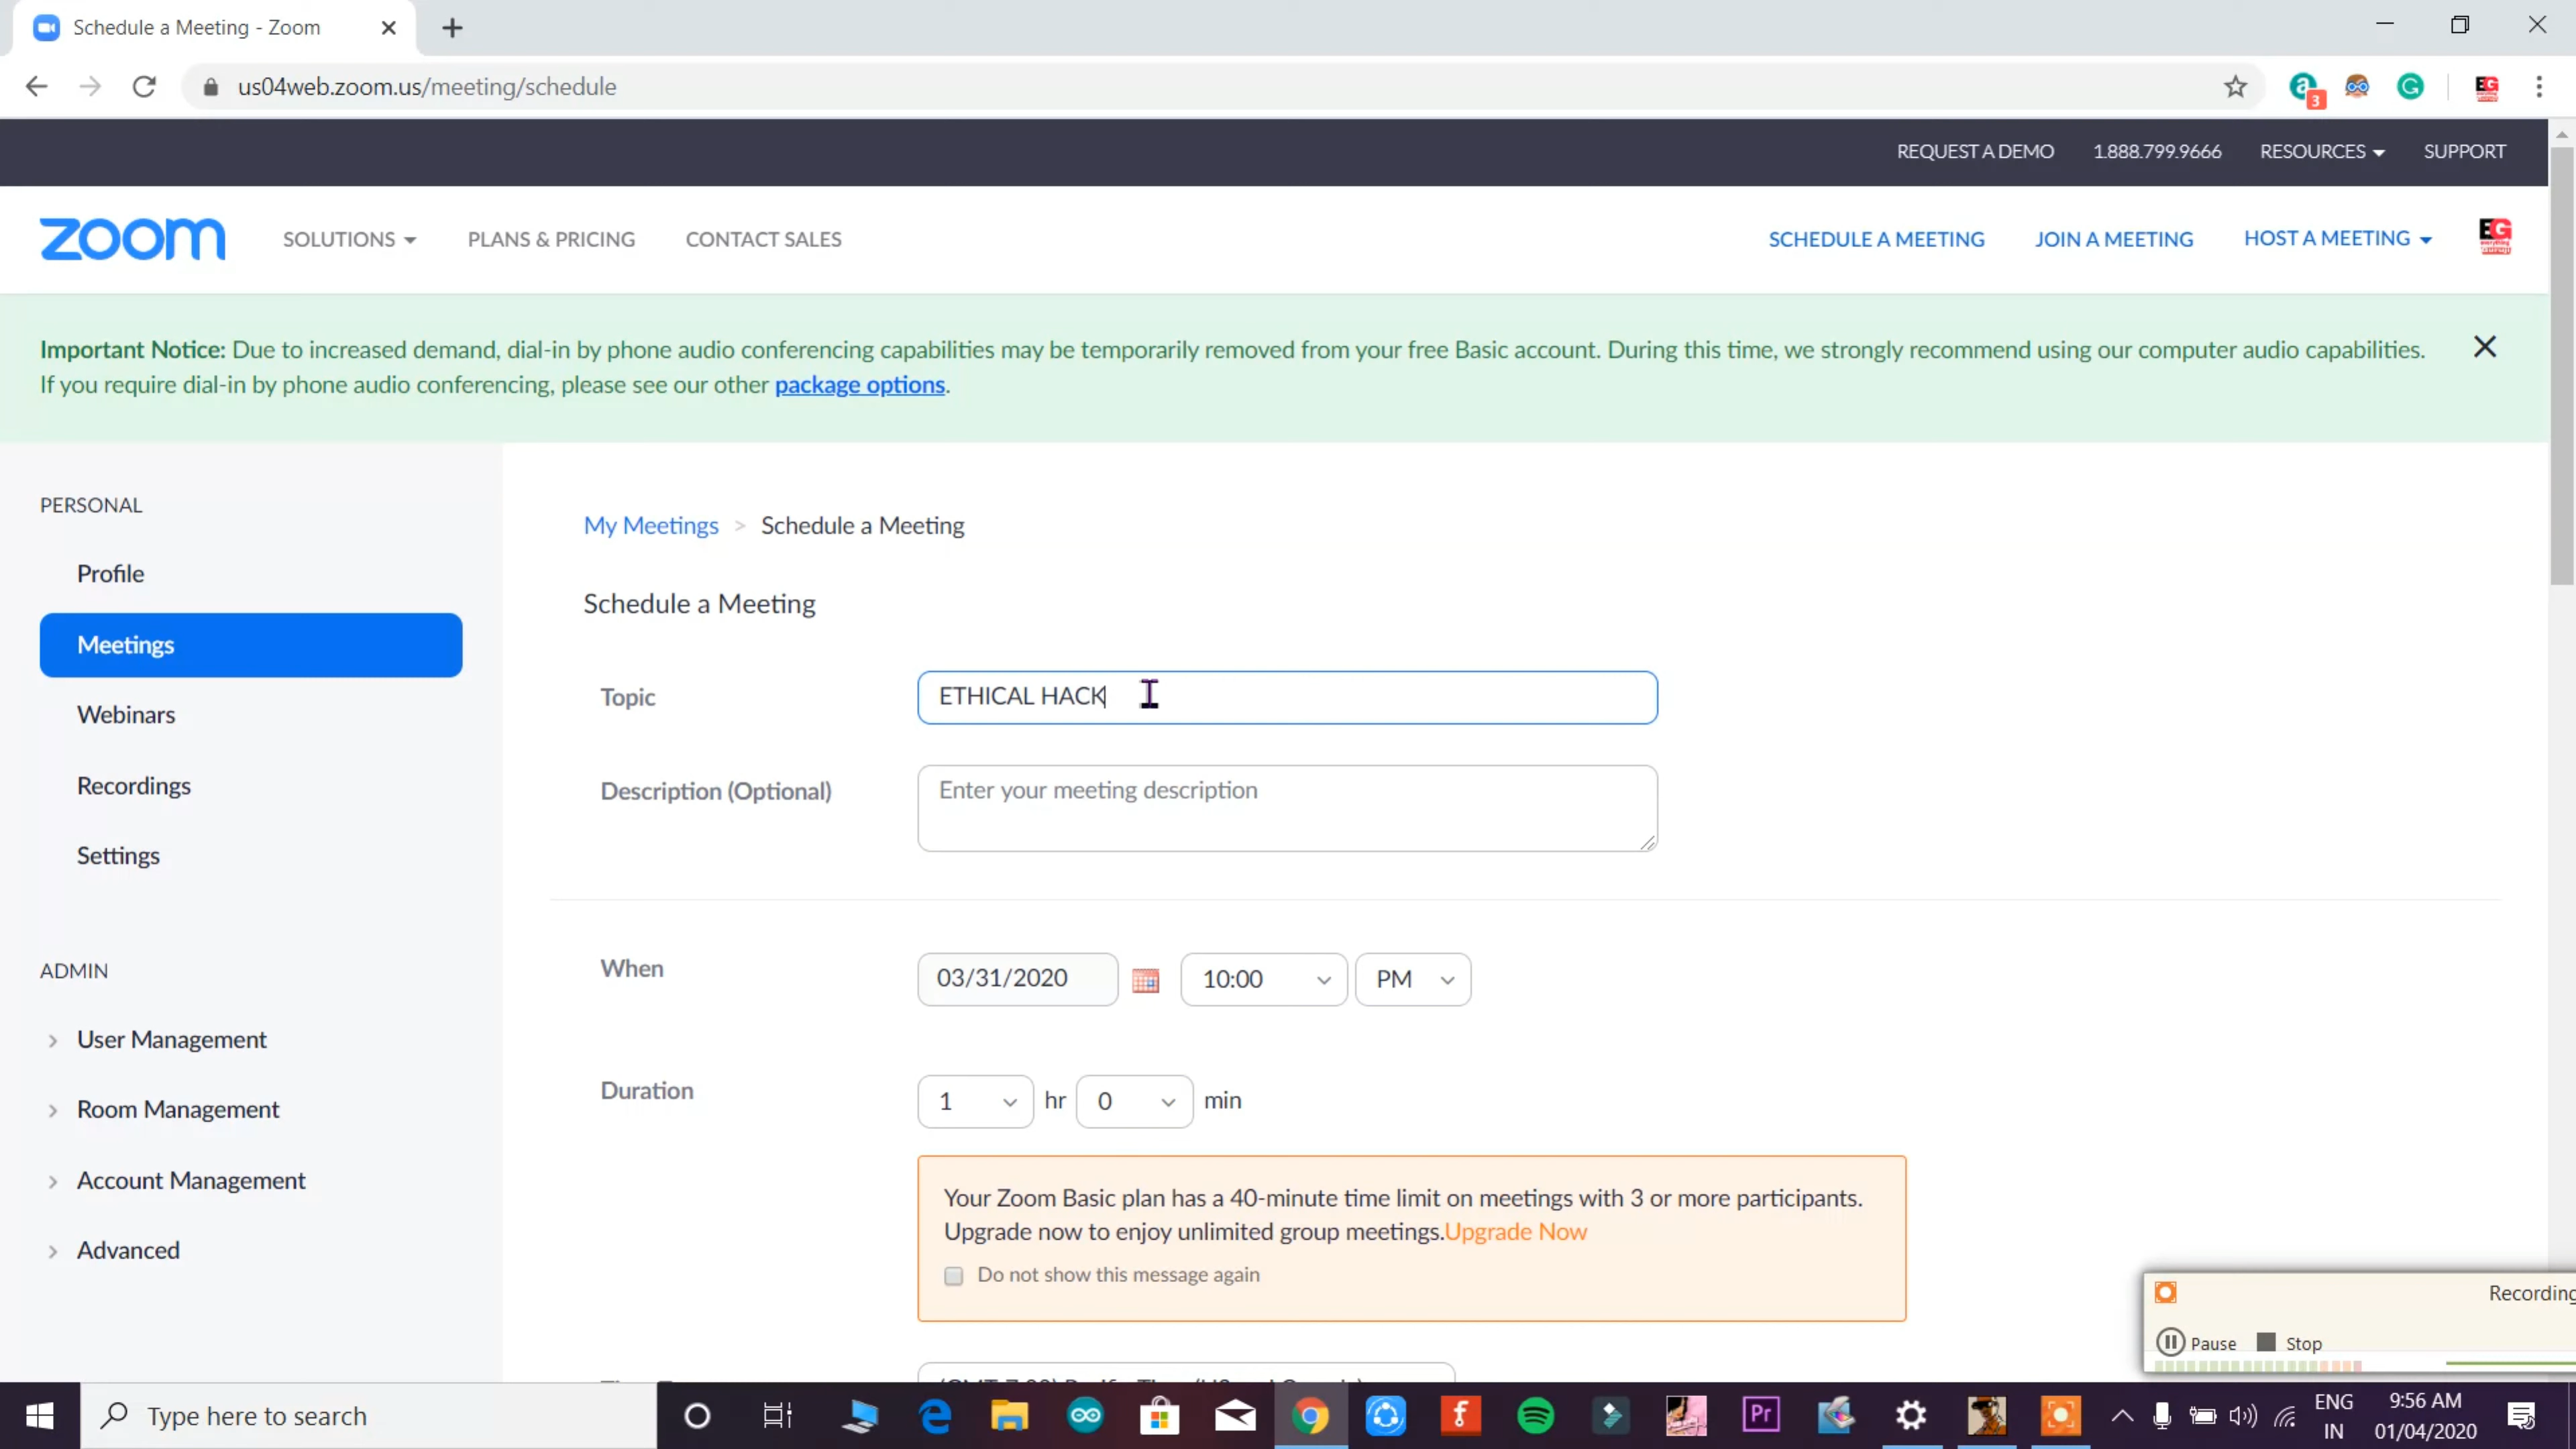 Schedule a Meeting - Zoom
us04web.zoom.us/meeting/schedule
3
REQUEST A DEMO 1.888.799.9666 RESOURCES SUPPORT
zoom SOLUTIONS PLANS & PRICING CONTACT SALES SCHEDULE A MEETING JOIN A MEETING HOST A MEETING EG
Important Notice: Due to increased demand, dial-in by phone audio conferencing capabilities may be temporarily removed from your free Basic account. During this time, we strongly recommend using our computer audio capabilities.
If you require dial-in by phone audio conferencing, please see our other package options.
PERSONAL
Profile
Meetings
Webinars
Recordings
Settings
ADMIN
User Management
Room Management
Account Management
Advanced
My Meetings > Schedule a Meeting
Schedule a Meeting
Topic ETHICAL HACK
Description (Optional) Enter your meeting description
When 03/31/2020 10:00 PM
Duration 1 hr 0 min
Your Zoom Basic plan has a 40-minute time limit on meetings with 3 or more participants.
Upgrade now to enjoy unlimited group meetings.Upgrade Now
Do not show this message again
Recording
Pause Stop
Type here to search
Pr
ENG
IN
9:56 AM
01/04/2020